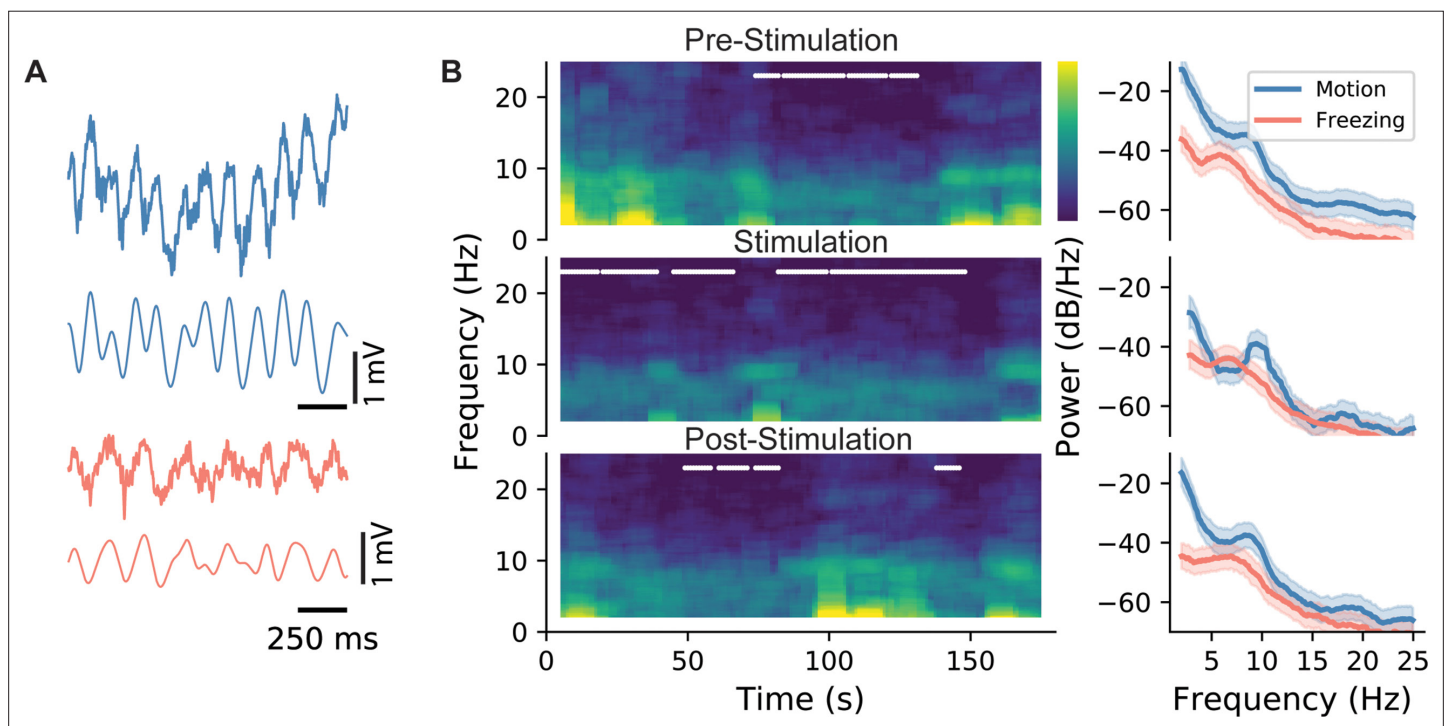 A
1 mV
1 mV
250 ms
B
Pre-Stimulation
20
10
0
Stimulation
20
10
0
Post-Stimulation
20
10
0
Frequency (Hz)
0 50 100 150
Time (s)
Power (dB/Hz)
−20
−40
−60
Motion
Freezing
−20
−40
−60
−20
−40
−60
5 10 15 20 25
Frequency (Hz)